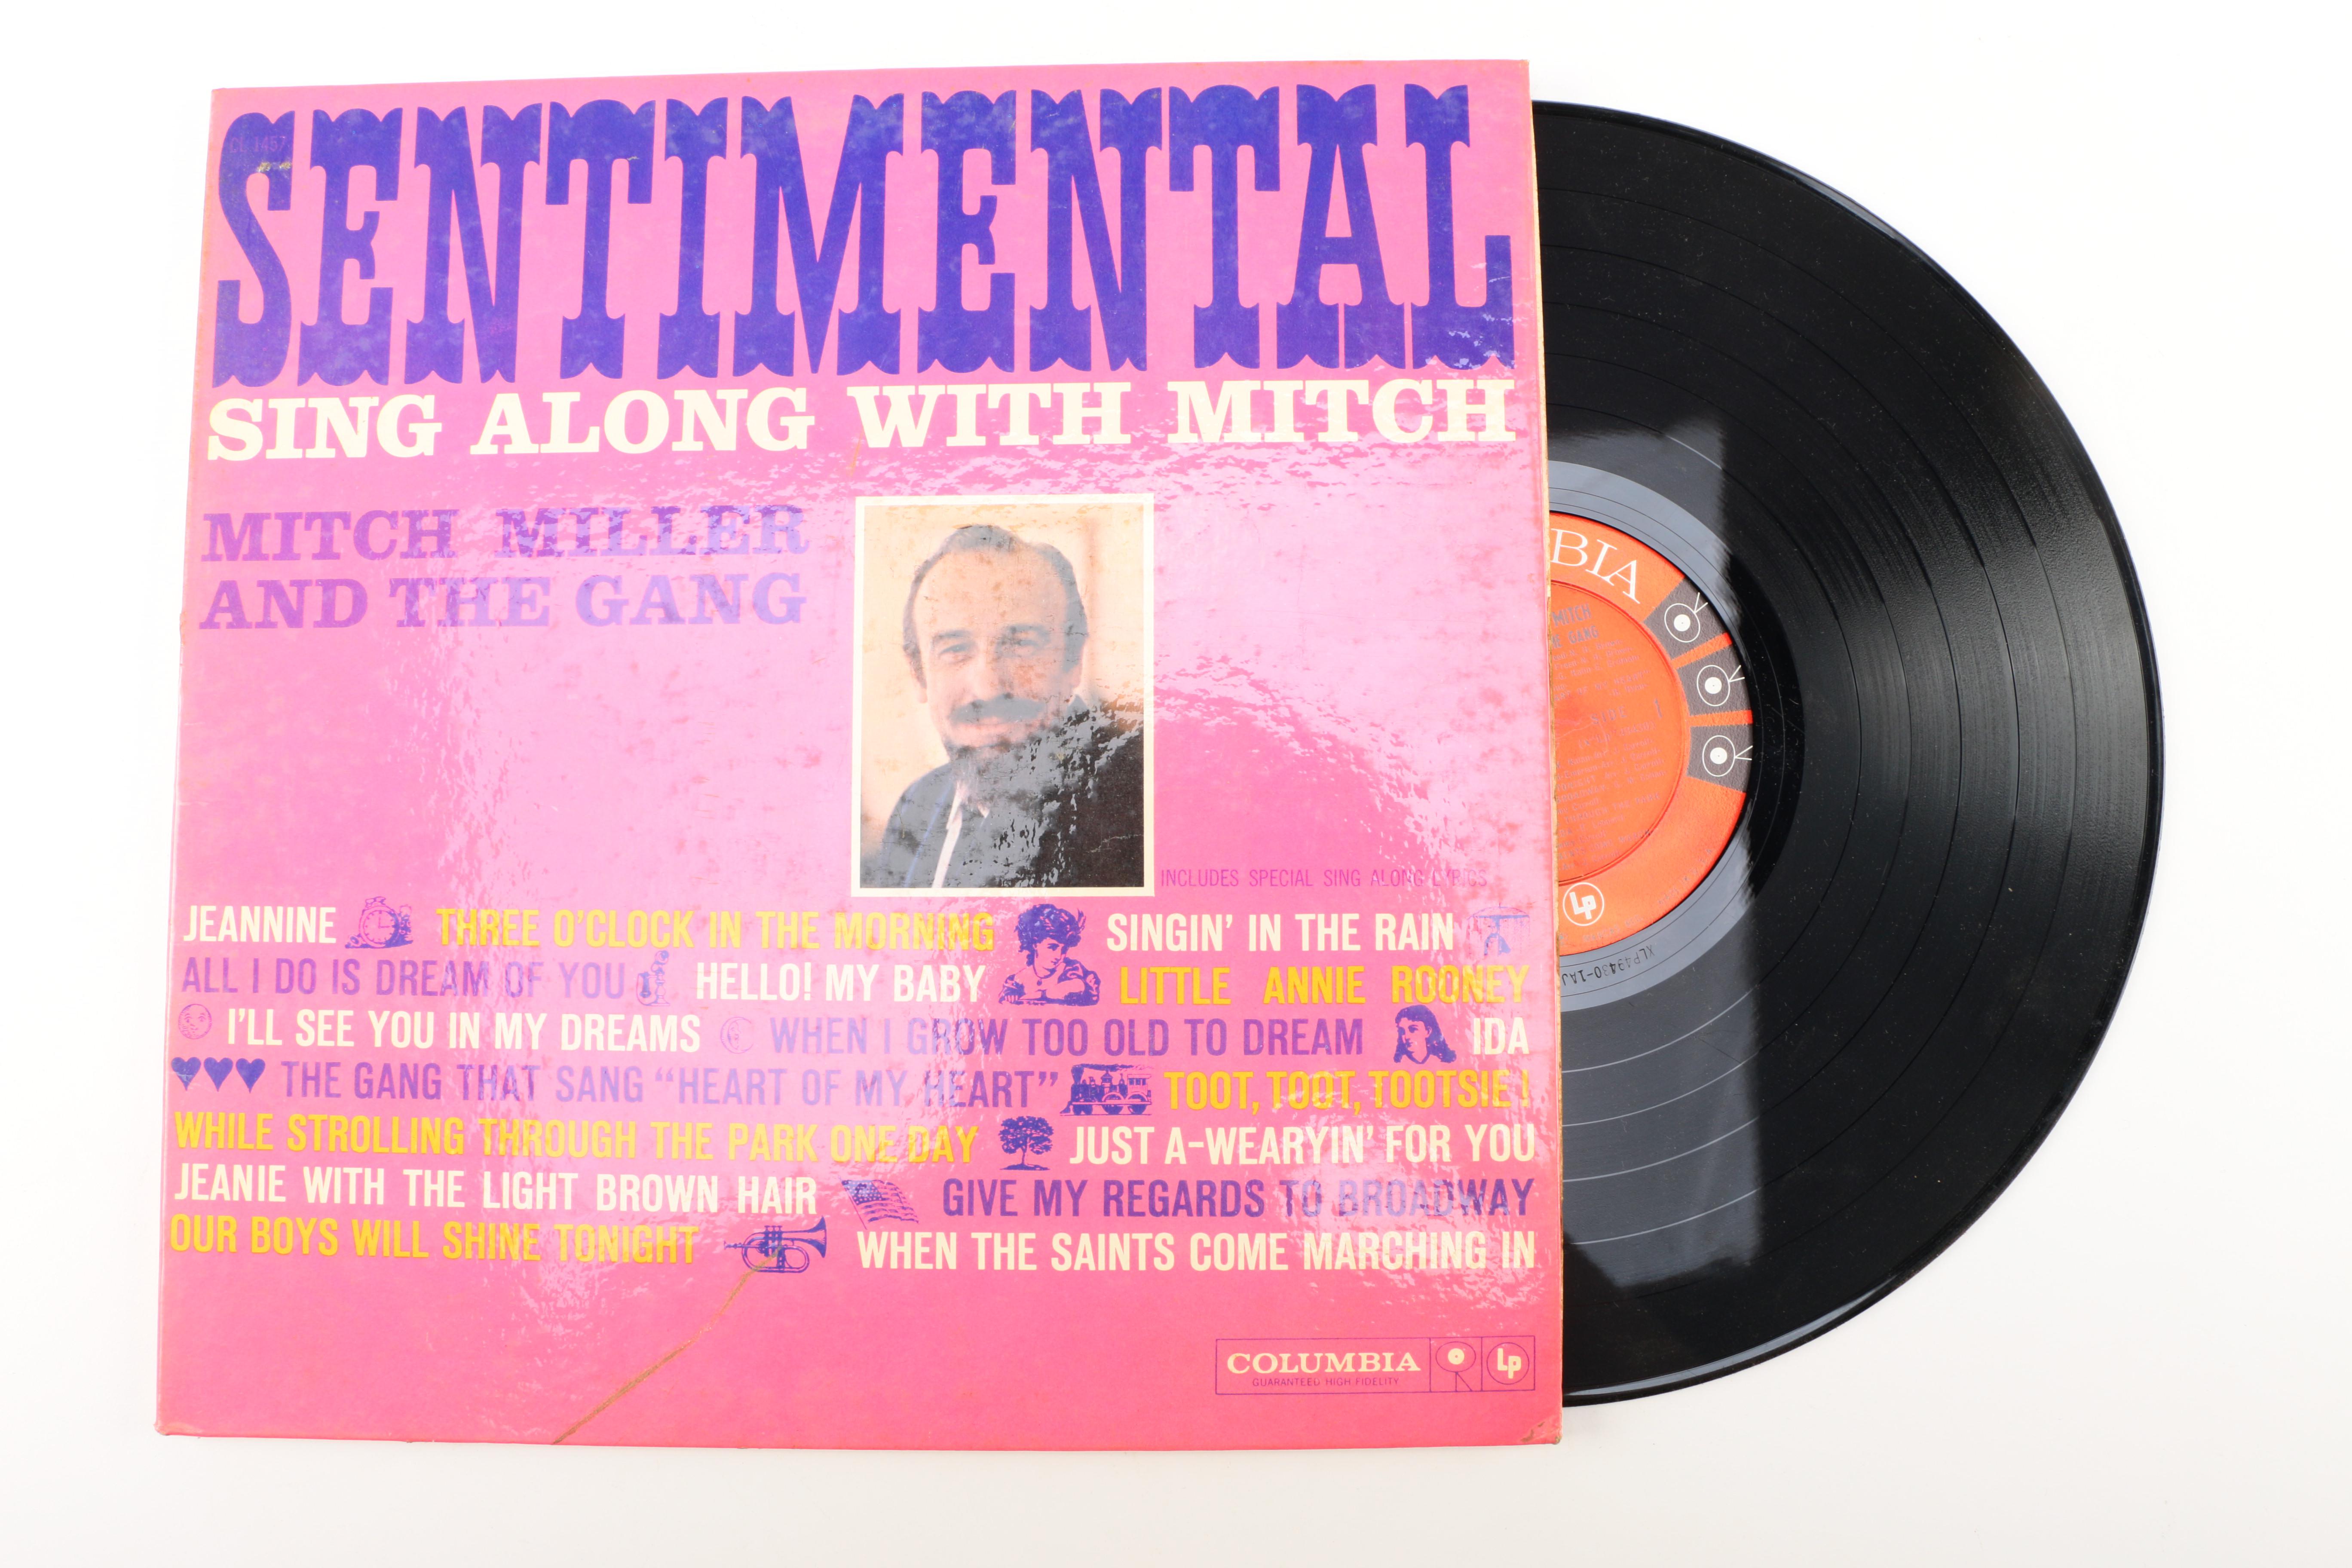 CL 1457
SENTIMENTAL
SING ALONG WITH MITCH
MITCH MILLER
AND THE GANG
INCLUDES SPECIAL SING ALONG LYRICS
JEANNINE THREE O'CLOCK IN THE MORNING SINGIN' IN THE RAIN
ALL I DO IS DREAM OF YOU HELLO! MY BABY LITTLE ANNIE ROONEY
I'LL SEE YOU IN MY DREAMS WHEN I GROW TOO OLD TO DREAM IDA
THE GANG THAT SANG “HEART OF MY HEART” TOOT, TOOT, TOOTSIE!
WHILE STROLLING THROUGH THE PARK ONE DAY JUST A-WEARYIN' FOR YOU
JEANIE WITH THE LIGHT BROWN HAIR GIVE MY REGARDS TO BROADWAY
OUR BOYS WILL SHINE TONIGHT WHEN THE SAINTS COME MARCHING IN
COLUMBIA Lp
GUARANTEED HIGH FIDELITY
BIA
MITCH
GANG
Lp